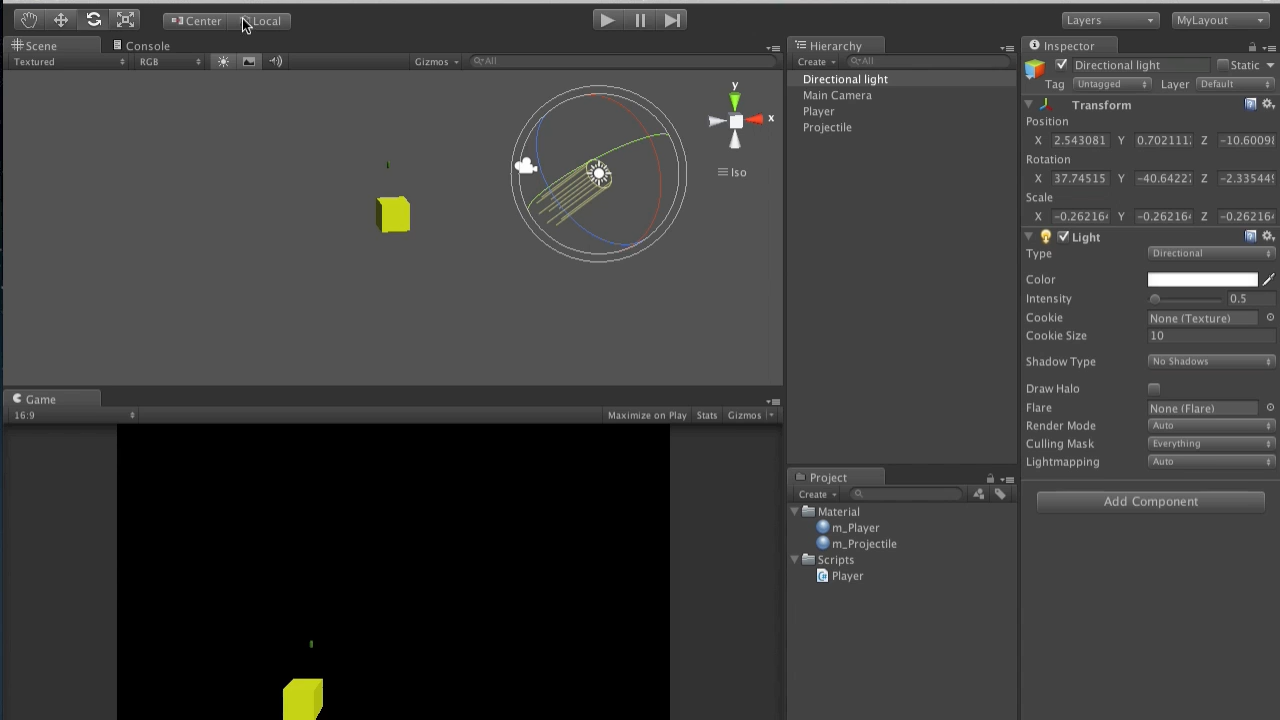 Center Local Layers MyLayout
Scene Console
Textured RGB Gizmos All
y
x
Iso
Game
16:9 Maximize on Play Stats Gizmos
Hierarchy
Create All
Directional light
Main Camera
Player
Projectile
Project
Create
Material
m_Player
m_Projectile
Scripts
Player
Inspector
Directional light Static
Tag Untagged Layer Default
Transform
Position
X 2.543081 Y 0.702111 Z -10.6009
Rotation
X 37.74515 Y -40.6422 Z -2.33544
Scale
X -0.262164 Y -0.262164 Z -0.262164
Light
Type Directional
Color
Intensity 0.5
Cookie None (Texture)
Cookie Size 10
Shadow Type No Shadows
Draw Halo
Flare None (Flare)
Render Mode Auto
Culling Mask Everything
Lightmapping Auto
Add Component